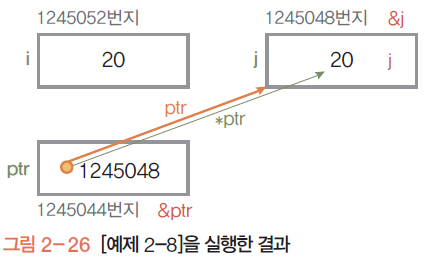 1245052번지 1245048번지 &j
i 20 j 20 j
ptr
*ptr
ptr 1245048
1245044번지 &ptr
그림 2-26 [예제 2-8]을 실행한 결과